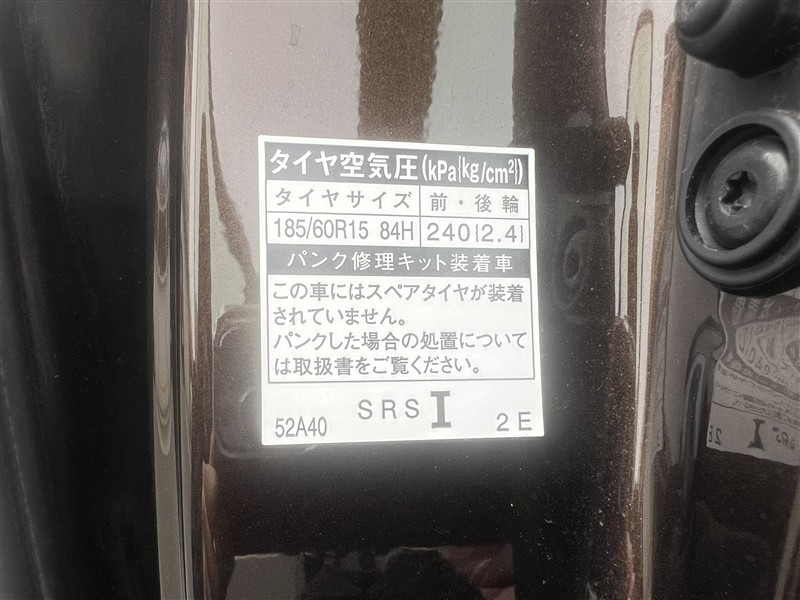 タイヤ空気圧(kPa{kg/cm²})
タイヤサイズ 前・後輪
185/60R15 84H 240{2.4}
パンク修理キット装着車
この車にはスペアタイヤが装着
されていません。
パンクした場合の処置について
は取扱書をご覧ください。
SRS I
52A40 2E